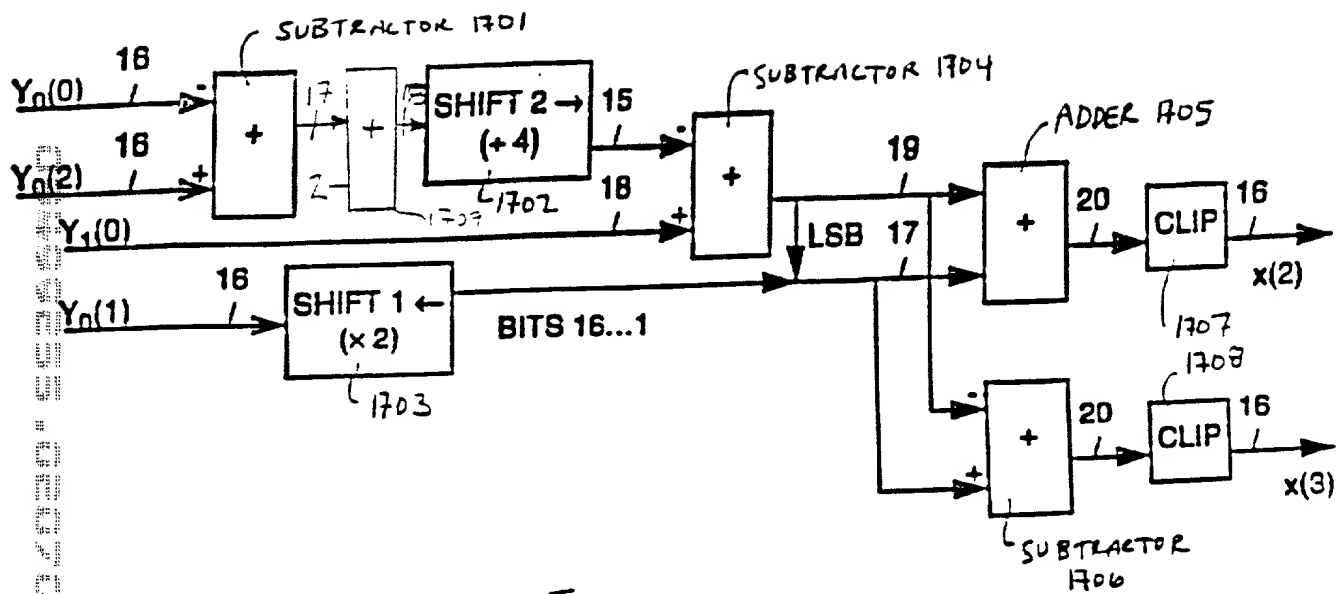 SUBTRACTOR 1701
16
Y0(0)
-
+
17
+
2
1709
SHIFT 2 →
(÷ 4)
1702
15
16
Y0(2)
+
18
Y1(0)
SUBTRACTOR 1704
-
+
+
19
LSB
17
ADDER 1705
+
20
CLIP
1707
16
x(2)
16
Y0(1)
SHIFT 1 ←
(× 2)
1703
BITS 16...1
-
+
+
20
1708
CLIP
16
x(3)
SUBTRACTOR
1706